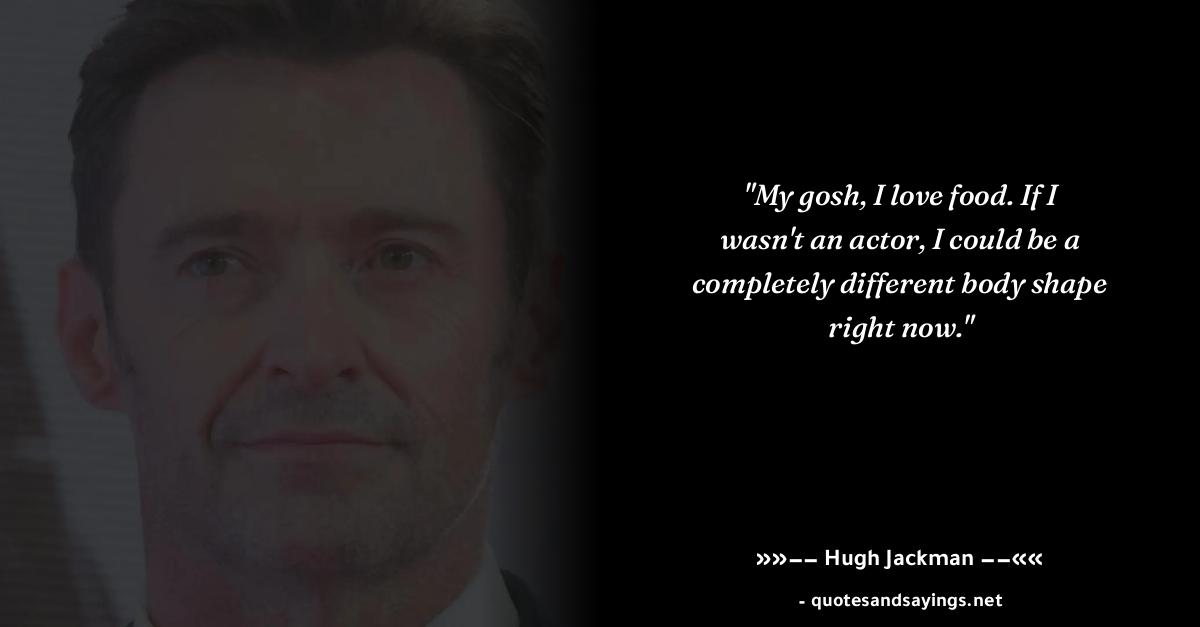 "My gosh, I love food. If I
wasn't an actor, I could be a
completely different body shape
right now."
»»−− Hugh Jackman −−««
- quotesandsayings.net